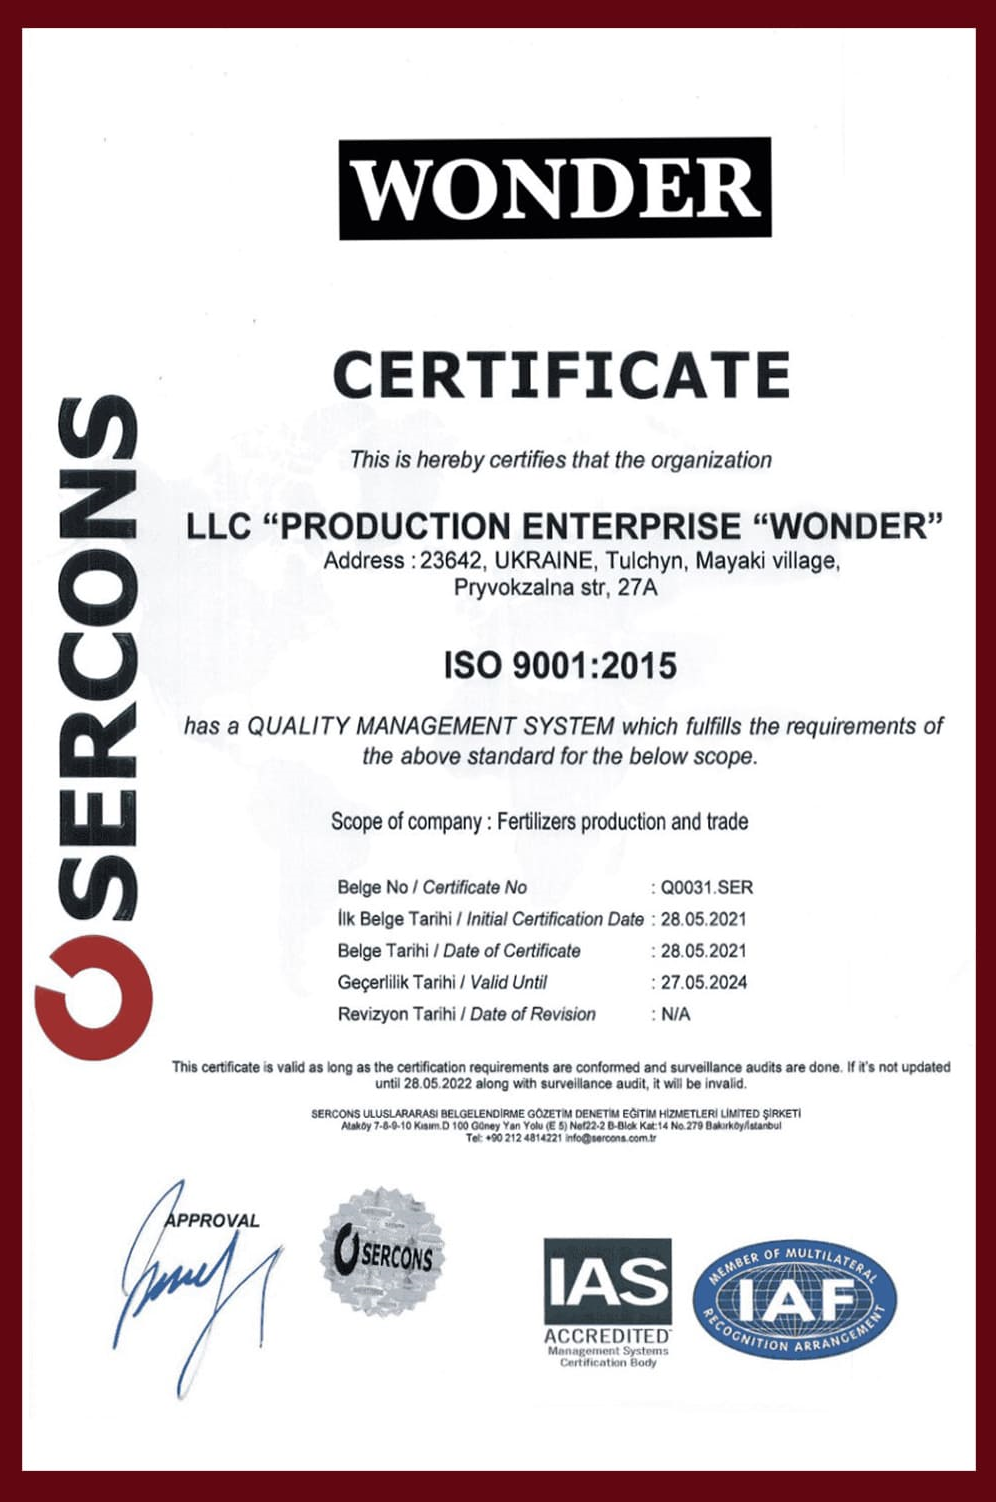 WONDER
CERTIFICATE
This is hereby certifies that the organization
LLC “PRODUCTION ENTERPRISE “WONDER”
Address : 23642, UKRAINE, Tulchyn, Mayaki village,
Pryvokzalna str, 27A
ISO 9001:2015
has a QUALITY MANAGEMENT SYSTEM which fulfills the requirements of
the above standard for the below scope.
Scope of company : Fertilizers production and trade
Belge No / Certificate No : Q0031.SER
İlk Belge Tarihi / Initial Certification Date : 28.05.2021
Belge Tarihi / Date of Certificate : 28.05.2021
Geçerlilik Tarihi / Valid Until : 27.05.2024
Revizyon Tarihi / Date of Revision : N/A
This certificate is valid as long as the certification requirements are conformed and surveillance audits are done. If it's not updated
until 28.05.2022 along with surveillance audit, it will be invalid.
SERCONS ULUSLARARASI BELGELENDİRME GÖZETİM DENETİM EĞİTİM HİZMETLERİ LİMİTED ŞİRKETİ
Ataköy 7-8-9-10 Kısım.D 100 Güney Yan Yolu (E 5) Nef22-2 B-Blok Kat:14 No.279 Bakırköy/İstanbul
Tel: +90 212 4814221 info@sercons.com.tr
SERCONS
APPROVAL
SERCONS
IAS
ACCREDITED
Management Systems
Certification Body
MEMBER OF MULTILATERAL
IAF
RECOGNITION ARRANGEMENT